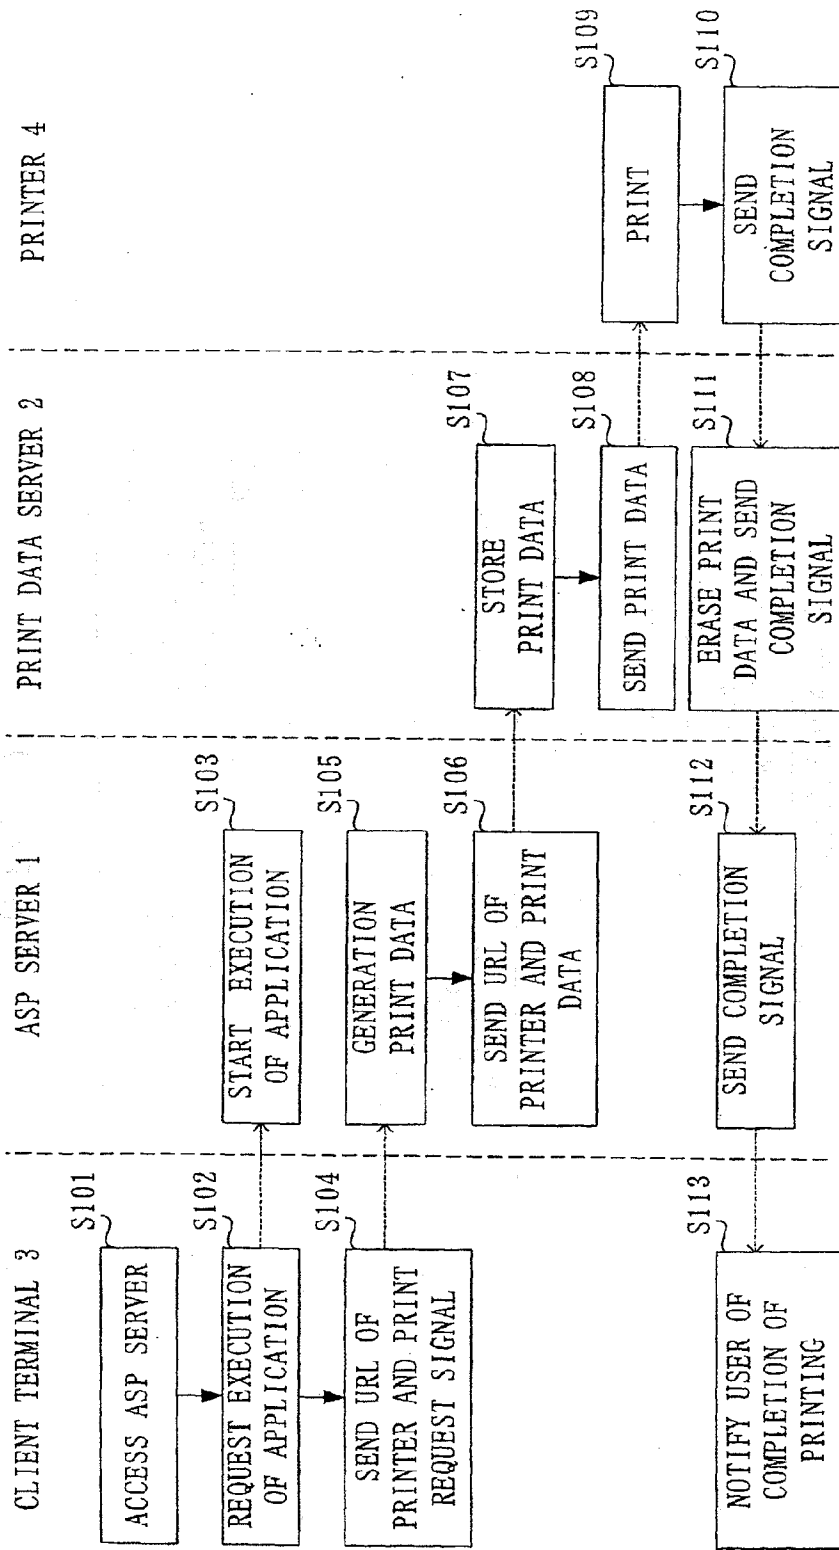 CLIENT TERMINAL 3
ASP SERVER 1
PRINT DATA SERVER 2
PRINTER 4
S101
ACCESS ASP SERVER
S102
REQUEST EXECUTION
OF APPLICATION
S103
START EXECUTION
OF APPLICATION
S104
SEND URL OF
PRINTER AND PRINT
REQUEST SIGNAL
S105
GENERATION
PRINT DATA
S106
SEND URL OF
PRINTER AND PRINT
DATA
S107
STORE
PRINT DATA
S108
SEND PRINT DATA
S109
PRINT
S110
SEND
COMPLETION
SIGNAL
S111
ERASE PRINT
DATA AND SEND
COMPLETION
SIGNAL
S112
SEND COMPLETION
SIGNAL
S113
NOTIFY USER OF
COMPLETION OF
PRINTING